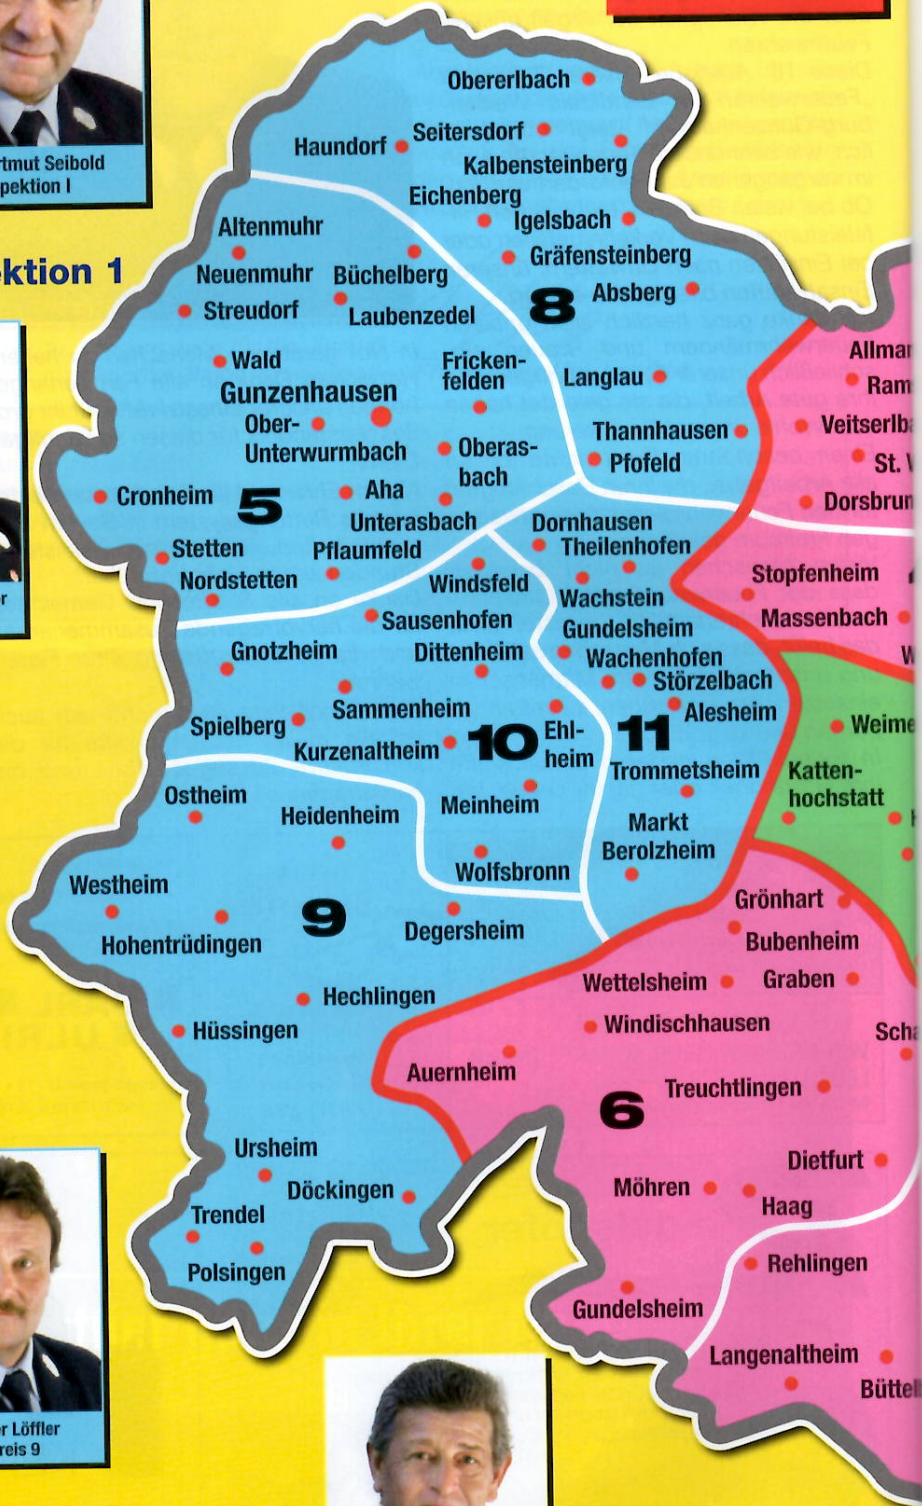 Obererlbach
Seitersdorf
Haundorf
Kalbensteinberg
rtmut Seibold
pektion I
Eichenberg
Igelsbach
Altenmuhr
Gräfensteinberg
ektion 1
Neuenmuhr
Büchelberg
Absberg
8
Streudorf
Laubenzedel
Wald
Fricken-
felden
Langlau
Allmar
Ram
Gunzenhausen
Ober-
Unterwurmbach
Thannhausen
Veitserlba
Oberas-
bach
Pfofeld
St. W
Cronheim
5
Aha
Dorsbrun
Unterasbach
Dornhausen
Stetten
Pflaumfeld
Theilenhofen
Nordstetten
Windsfeld
Stopfenheim
Wachstein
Sausenhofen
Massenbach
Gundelsheim
Gnotzheim
Dittenheim
Wachenhofen
Störzelbach
Sammenheim
Alesheim
Spielberg
10
Ehl-
heim
11
Weime
Kurzenaltheim
Trommetsheim
Katten-
hochstatt
Ostheim
Heidenheim
Meinheim
Markt
Berolzheim
Wolfsbronn
Westheim
Grönhart
9
Degersheim
Bubenheim
Hohentrüdingen
Wettelsheim
Graben
Hechlingen
Windischhausen
Hüssingen
Scha
Auernheim
6
Treuchtlingen
Ursheim
Dietfurt
Döckingen
Möhren
Haag
Trendel
Polsingen
Rehlingen
Gundelsheim
Langenaltheim
Büttel
r Löffler
reis 9